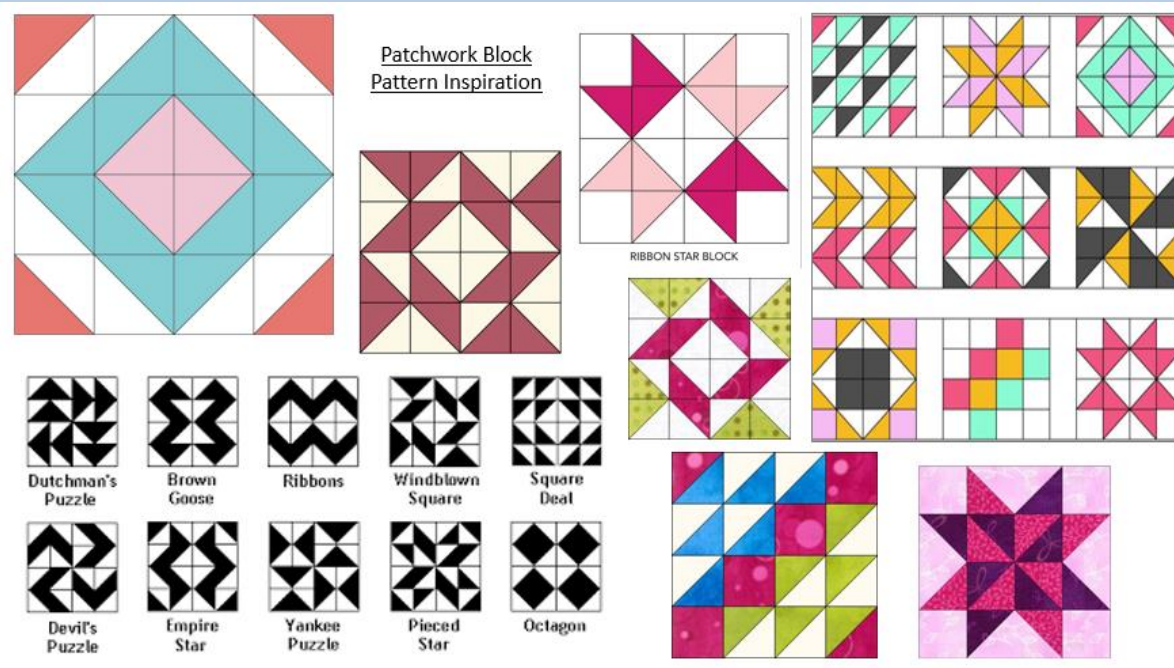 Patchwork Block
Pattern Inspiration
RIBBON STAR BLOCK
Dutchman's
Puzzle
Brown
Goose
Ribbons
Windblown
Square
Square
Deal
Devil's
Puzzle
Empire
Star
Yankee
Puzzle
Pieced
Star
Octagon